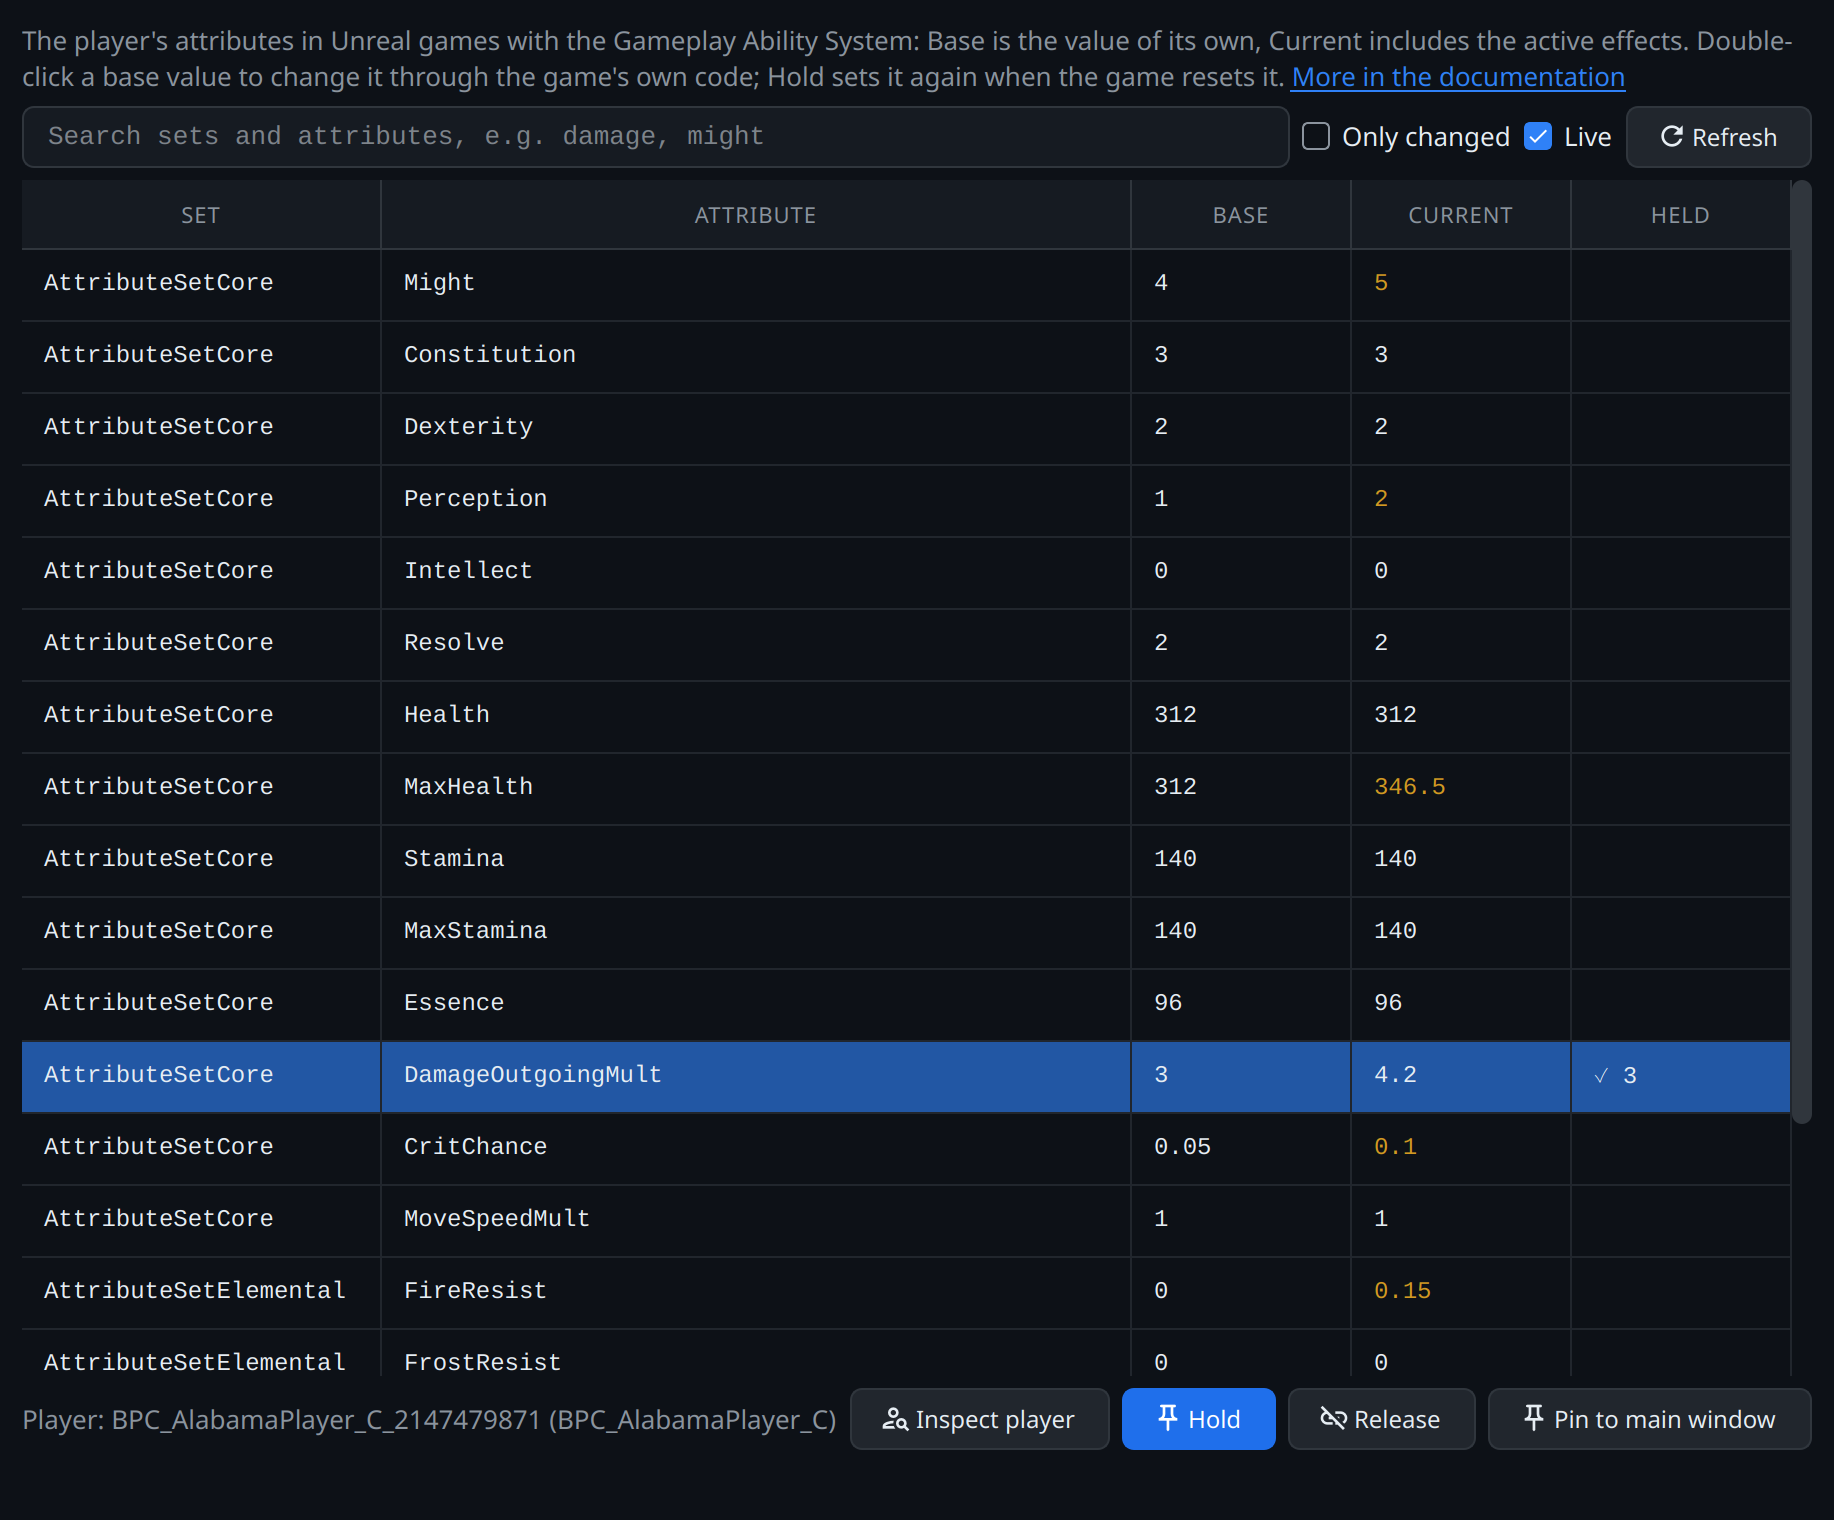 The player's attributes in Unreal games with the Gameplay Ability System: Base is the value of its own, Current includes the active effects. Double-
click a base value to change it through the game's own code; Hold sets it again when the game resets it. More in the documentation
Search sets and attributes, e.g. damage, might Only changed Live Refresh
SET ATTRIBUTE BASE CURRENT HELD
AttributeSetCore Might 4 5
AttributeSetCore Constitution 3 3
AttributeSetCore Dexterity 2 2
AttributeSetCore Perception 1 2
AttributeSetCore Intellect 0 0
AttributeSetCore Resolve 2 2
AttributeSetCore Health 312 312
AttributeSetCore MaxHealth 312 346.5
AttributeSetCore Stamina 140 140
AttributeSetCore MaxStamina 140 140
AttributeSetCore Essence 96 96
AttributeSetCore DamageOutgoingMult 3 4.2 ✓ 3
AttributeSetCore CritChance 0.05 0.1
AttributeSetCore MoveSpeedMult 1 1
AttributeSetElemental FireResist 0 0.15
AttributeSetElemental FrostResist 0 0
Player: BPC_AlabamaPlayer_C_2147479871 (BPC_AlabamaPlayer_C) Inspect player Hold Release Pin to main window